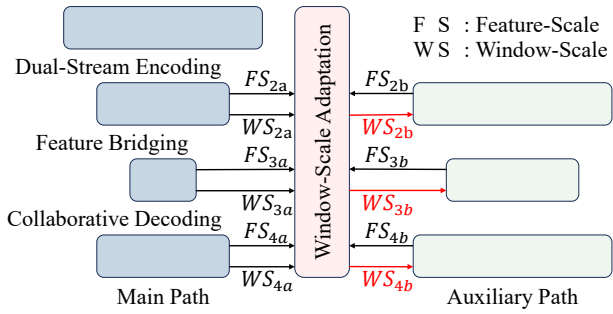 F S : Feature-Scale
W S : Window-Scale
Dual-Stream Encoding
FS2a
FS2b
WS2a
WS2b
Feature Bridging
FS3a
FS3b
WS3a
WS3b
Collaborative Decoding
FS4a
FS4b
WS4a
WS4b
Window-Scale Adaptation
Main Path
Auxiliary Path